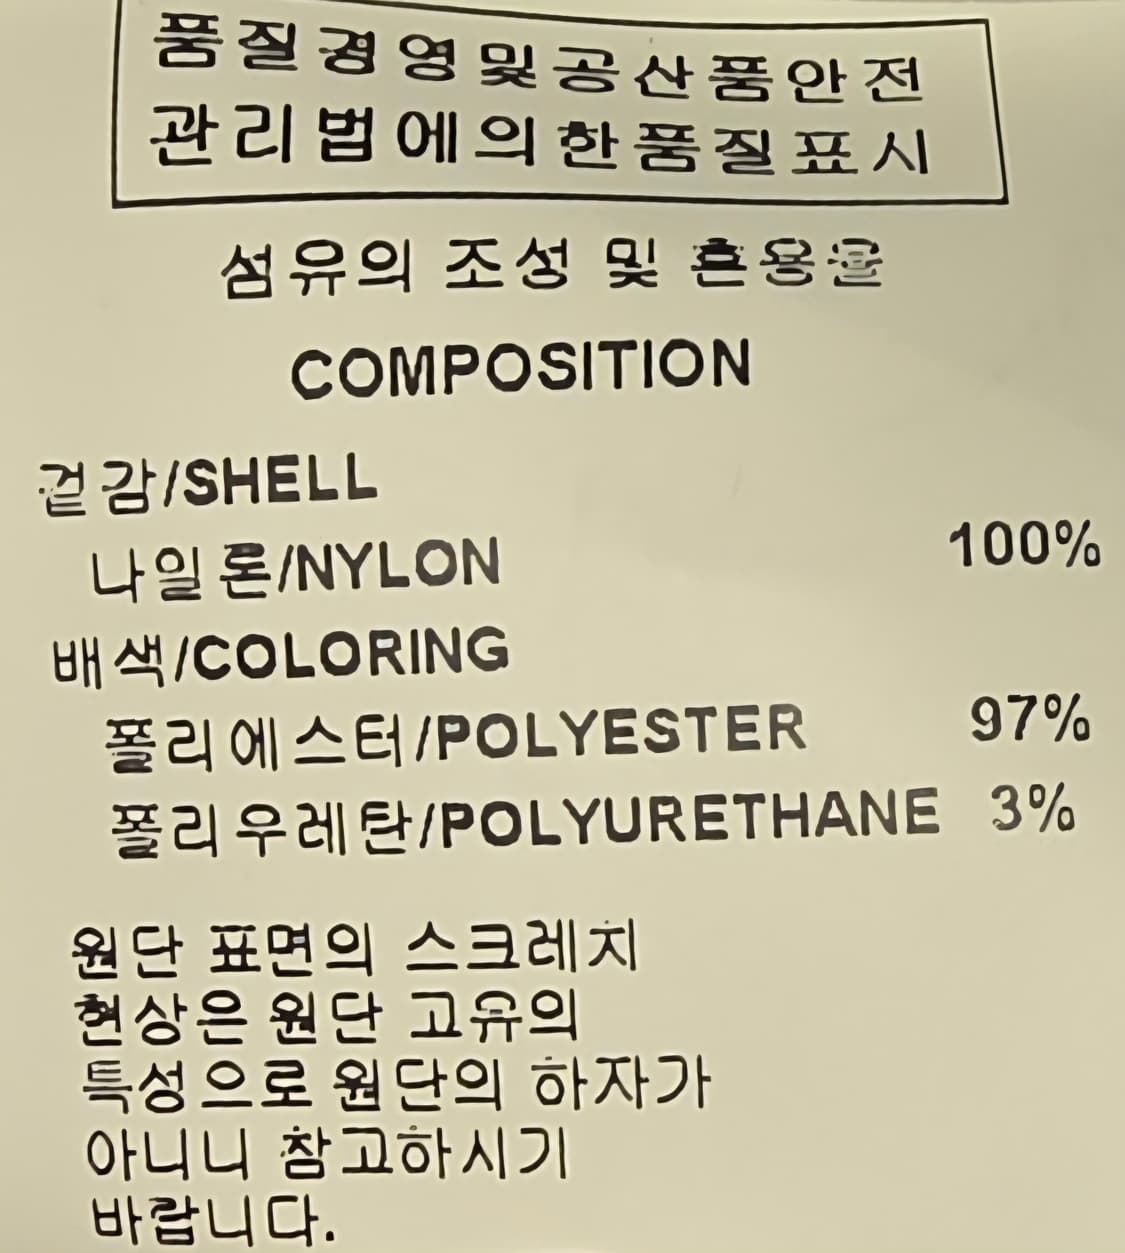 품질경영및공산품안전
관리법에의한품질표시
섬유의 조성 및 혼용율
COMPOSITION
겉감/SHELL
나일론/NYLON 100%
배색/COLORING
폴리에스터/POLYESTER 97%
폴리우레탄/POLYURETHANE 3%
원단 표면의 스크레치
현상은 원단 고유의
특성으로 원단의 하자가
아니니 참고하시기
바랍니다.